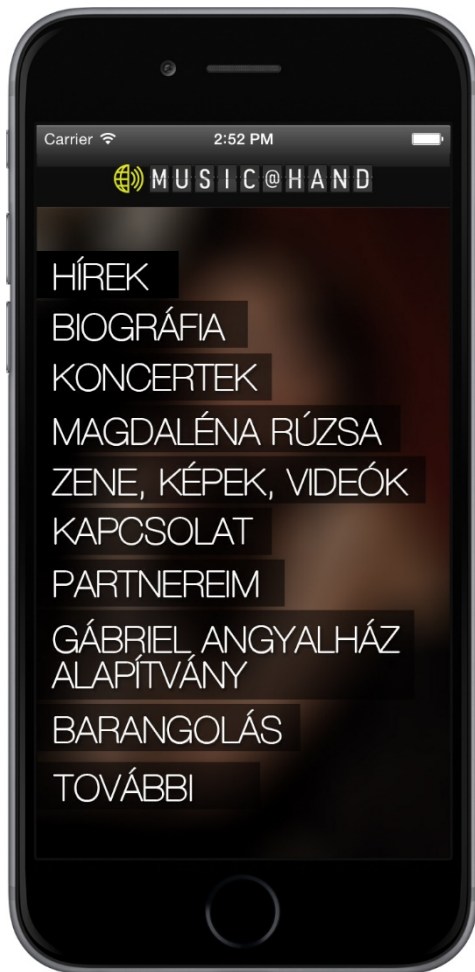 Carrier 2:52 PM
MUSIC@HAND
HÍREK
BIOGRÁFIA
KONCERTEK
MAGDALÉNA RÚZSA
ZENE, KÉPEK, VIDEÓK
KAPCSOLAT
PARTNEREIM
GÁBRIEL ANGYALHÁZ
ALAPÍTVÁNY
BARANGOLÁS
TOVÁBBI